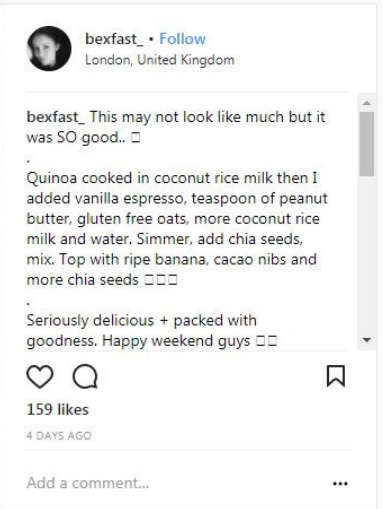 bexfast_ • Follow
London, United Kingdom
bexfast_ This may not look like much but it
was SO good.. □
.
Quinoa cooked in coconut rice milk then I
added vanilla espresso, teaspoon of peanut
butter, gluten free oats, more coconut rice
milk and water. Simmer, add chia seeds,
mix. Top with ripe banana, cacao nibs and
more chia seeds □□□
.
Seriously delicious + packed with
goodness. Happy weekend guys □□
159 likes
4 DAYS AGO
Add a comment...